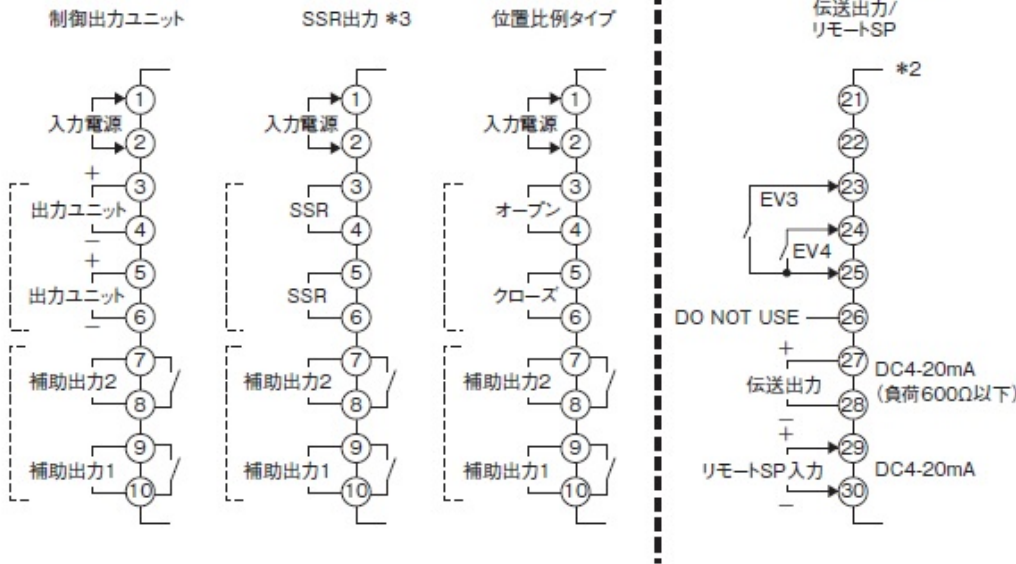 制御出力ユニット
1
入力電源
2
+
3
出力ユニット
4
−
+
5
出力ユニット
6
−
7
補助出力2
8
9
補助出力1
10
SSR出力 *3
1
入力電源
2
3
SSR
4
5
SSR
6
7
補助出力2
8
9
補助出力1
10
位置比例タイプ
1
入力電源
2
3
オープン
4
5
クローズ
6
7
補助出力2
8
9
補助出力1
10
伝送出力/
リモートSP
*2
21
22
23
EV3
24
EV4
25
DO NOT USE 26
+
27
DC4-20mA
伝送出力
(負荷600Ω以下)
28
−
+
29
リモートSP入力
DC4-20mA
30
−